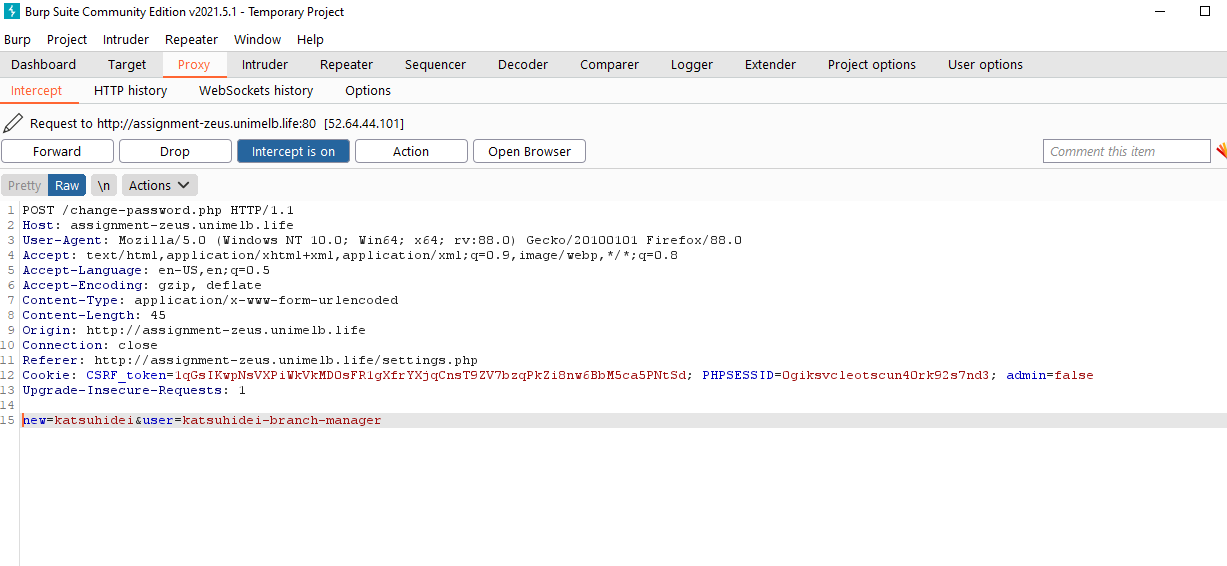 Burp Suite Community Edition v2021.5.1 - Temporary Project
Burp Project Intruder Repeater Window Help
Dashboard Target Proxy Intruder Repeater Sequencer Decoder Comparer Logger Extender Project options User options
Intercept HTTP history WebSockets history Options
Request to http://assignment-zeus.unimelb.life:80 [52.64.44.101]
Forward Drop Intercept is on Action Open Browser Comment this item
Pretty Raw \n Actions
1 POST /change-password.php HTTP/1.1
2 Host: assignment-zeus.unimelb.life
3 User-Agent: Mozilla/5.0 (Windows NT 10.0; Win64; x64; rv:88.0) Gecko/20100101 Firefox/88.0
4 Accept: text/html,application/xhtml+xml,application/xml;q=0.9,image/webp,*/*;q=0.8
5 Accept-Language: en-US,en;q=0.5
6 Accept-Encoding: gzip, deflate
7 Content-Type: application/x-www-form-urlencoded
8 Content-Length: 45
9 Origin: http://assignment-zeus.unimelb.life
10 Connection: close
11 Referer: http://assignment-zeus.unimelb.life/settings.php
12 Cookie: CSRF_token=1qGsIKwpNsVXPiWkVkMDOsFR1gXfrYXjqCnsT9ZV7bzqPkZi8nw6BbM5ca5PNtSd; PHPSESSID=0giksvcleotscun40rk92s7nd3; admin=false
13 Upgrade-Insecure-Requests: 1
14
15 new=katsuhidei&user=katsuhidei-branch-manager